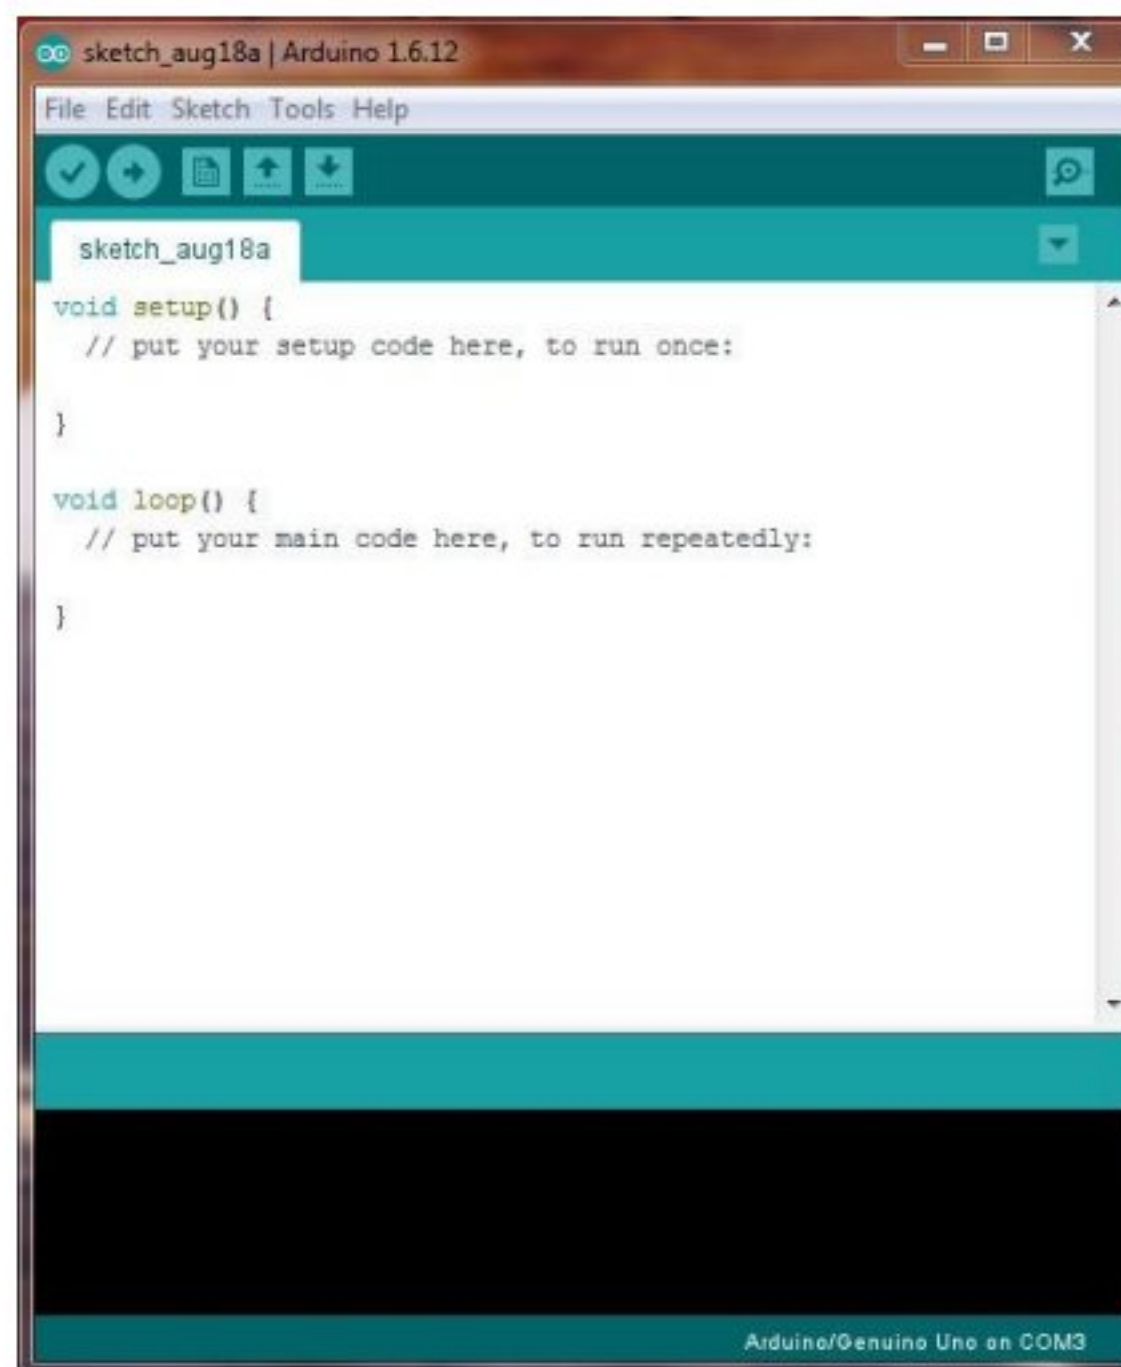 sketch_aug18a | Arduino 1.6.12
File Edit Sketch Tools Help
sketch_aug18a
void setup() {
  // put your setup code here, to run once:
}
void loop() {
  // put your main code here, to run repeatedly:
}
Arduino/Genuino Uno on COM3